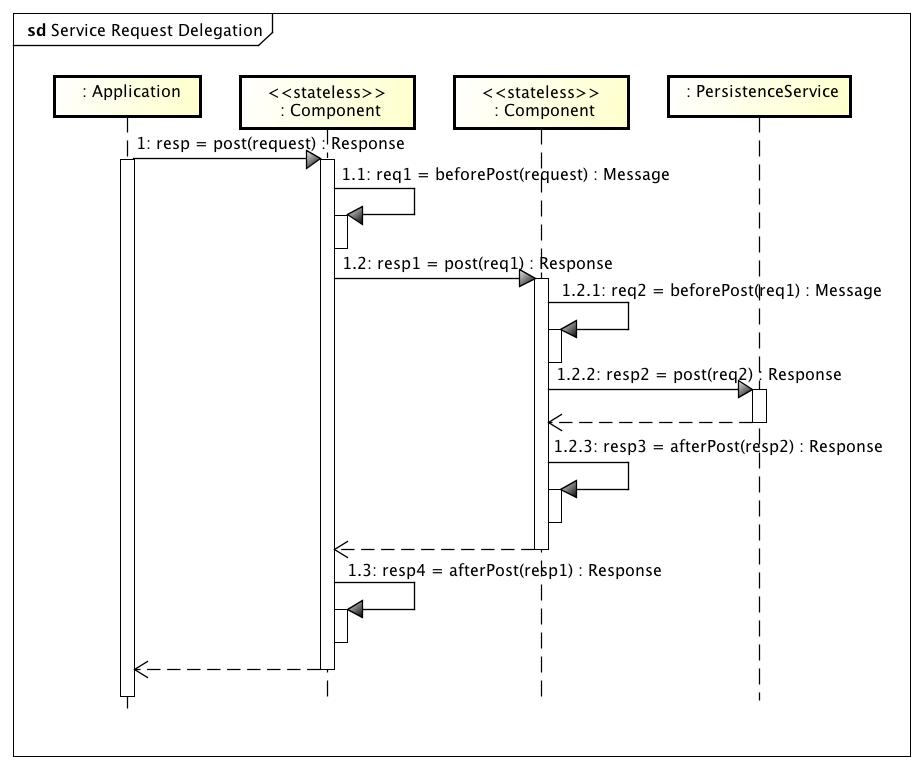 sd Service Request Delegation
: Application
<<stateless>>
: Component
<<stateless>>
: Component
: PersistenceService
1: resp = post(request) : Response
1.1: req1 = beforePost(request) : Message
1.2: resp1 = post(req1) : Response
1.2.1: req2 = beforePost(req1) : Message
1.2.2: resp2 = post(req2) : Response
1.2.3: resp3 = afterPost(resp2) : Response
1.3: resp4 = afterPost(resp1) : Response